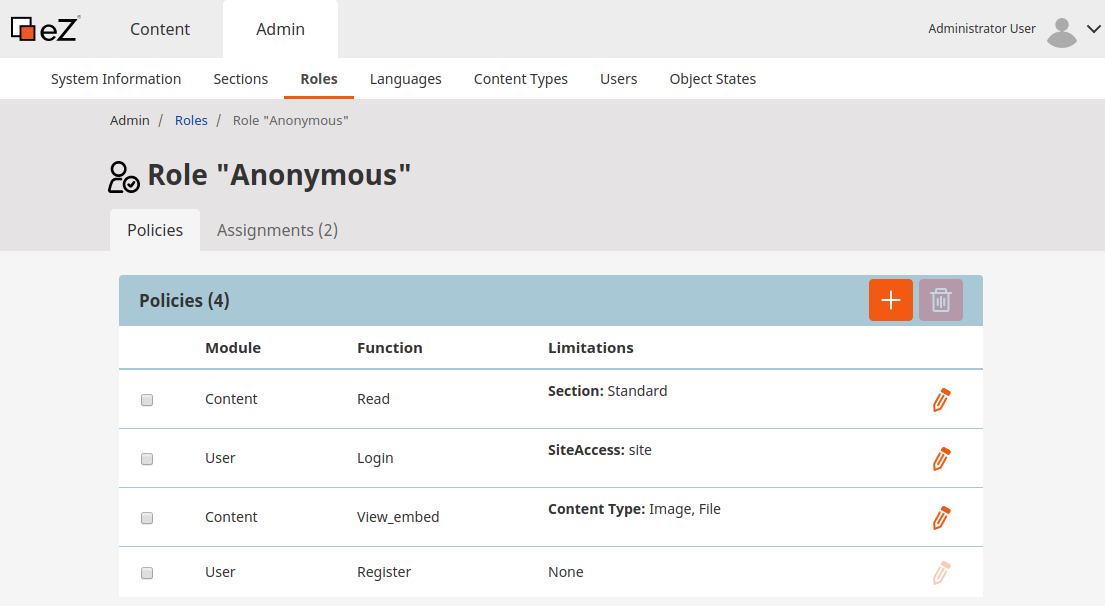 eZ Content Admin Administrator User
System Information Sections Roles Languages Content Types Users Object States
Admin / Roles / Role "Anonymous"
Role "Anonymous"
Policies Assignments (2)
Policies (4)
Module Function Limitations
Content Read Section: Standard
User Login SiteAccess: site
Content View_embed Content Type: Image, File
User Register None